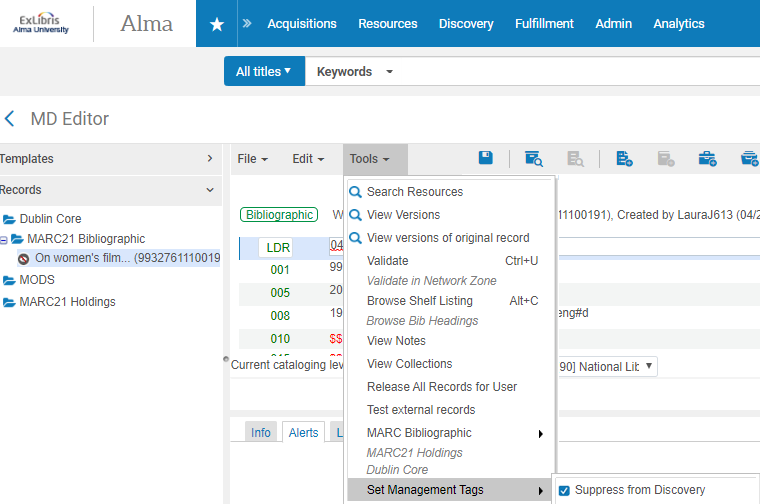 ExLibris
Alma University
Alma
Acquisitions Resources Discovery Fulfillment Admin Analytics
All titles Keywords
MD Editor
Templates
File Edit Tools
Records
Search Resources
Dublin Core
Bibliographic View Versions 11100191), Created by LauraJ613 (04/2
MARC21 Bibliographic
View versions of original record
LDR 04
On women's film... (9932761110019
001 99 Validate Ctrl+U
MODS
Validate in Network Zone
005 20
MARC21 Holdings
Browse Shelf Listing Alt+C
008 19 Browse Bib Headings eng#d
010 $$ View Notes
Current cataloging lev View Collections 90] National Lib
Release All Records for User
Test external records
Info Alerts L MARC Bibliographic
MARC21 Holdings
Dublin Core
Set Management Tags Suppress from Discovery